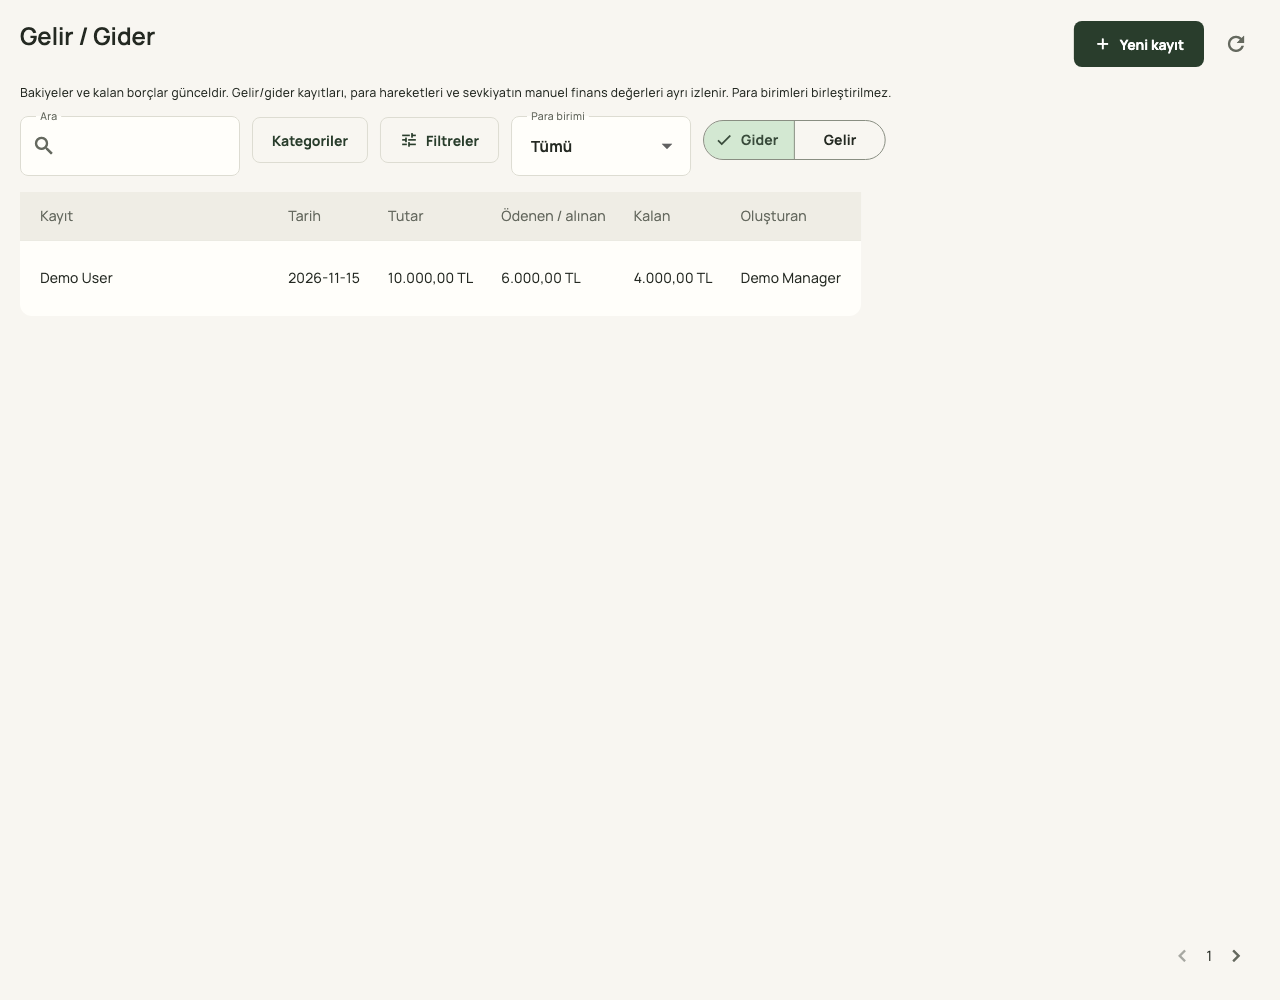 Gelir / Gider
Yeni kayıt
Bakiyeler ve kalan borçlar günceldir. Gelir/gider kayıtları, para hareketleri ve sevkiyatın manuel finans değerleri ayrı izlenir. Para birimleri birleştirilmez.
Ara
Kategoriler
Filtreler
Para birimi
Tümü
Gider
Gelir
Kayıt Tarih Tutar Ödenen / alınan Kalan Oluşturan
Demo User 2026-11-15 10.000,00 TL 6.000,00 TL 4.000,00 TL Demo Manager
1